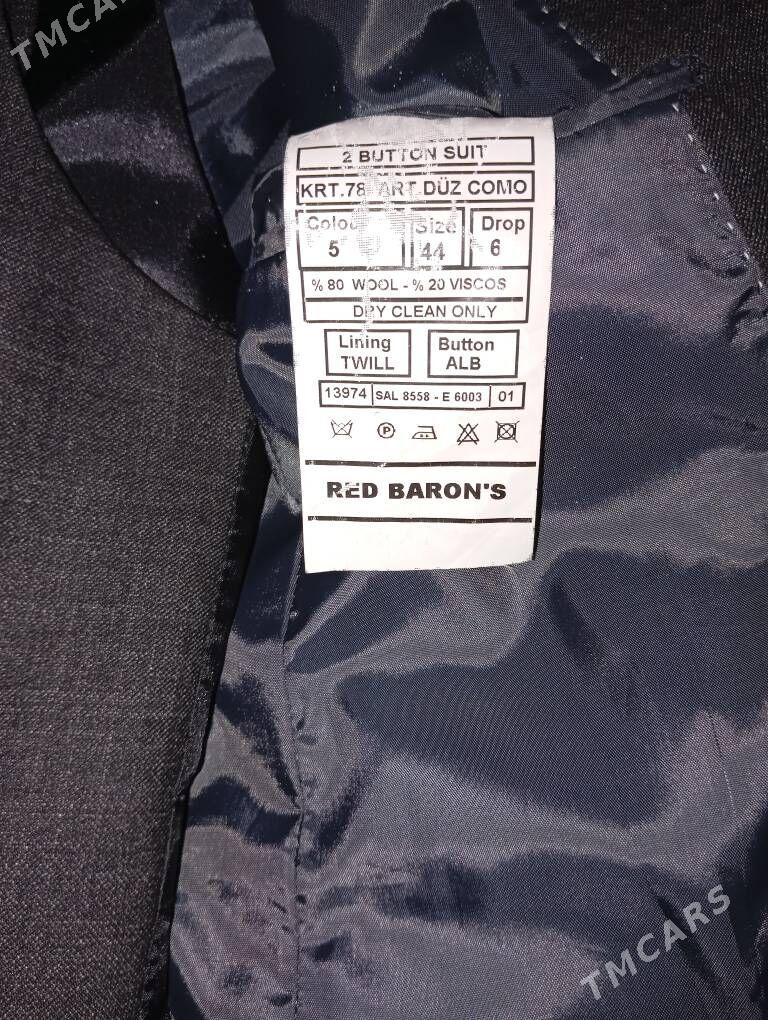 TMCARS
2 BUTTON SUIT
KRT.78 ART.DÜZ COMO
Colou Size Drop
5 44 6
% 80 WOOL - % 20 VISCOS
DRY CLEAN ONLY
Lining Button
TWILL ALB
13974 SAL 8558 - E 6003 01
P
RED BARON'S
TMCARS